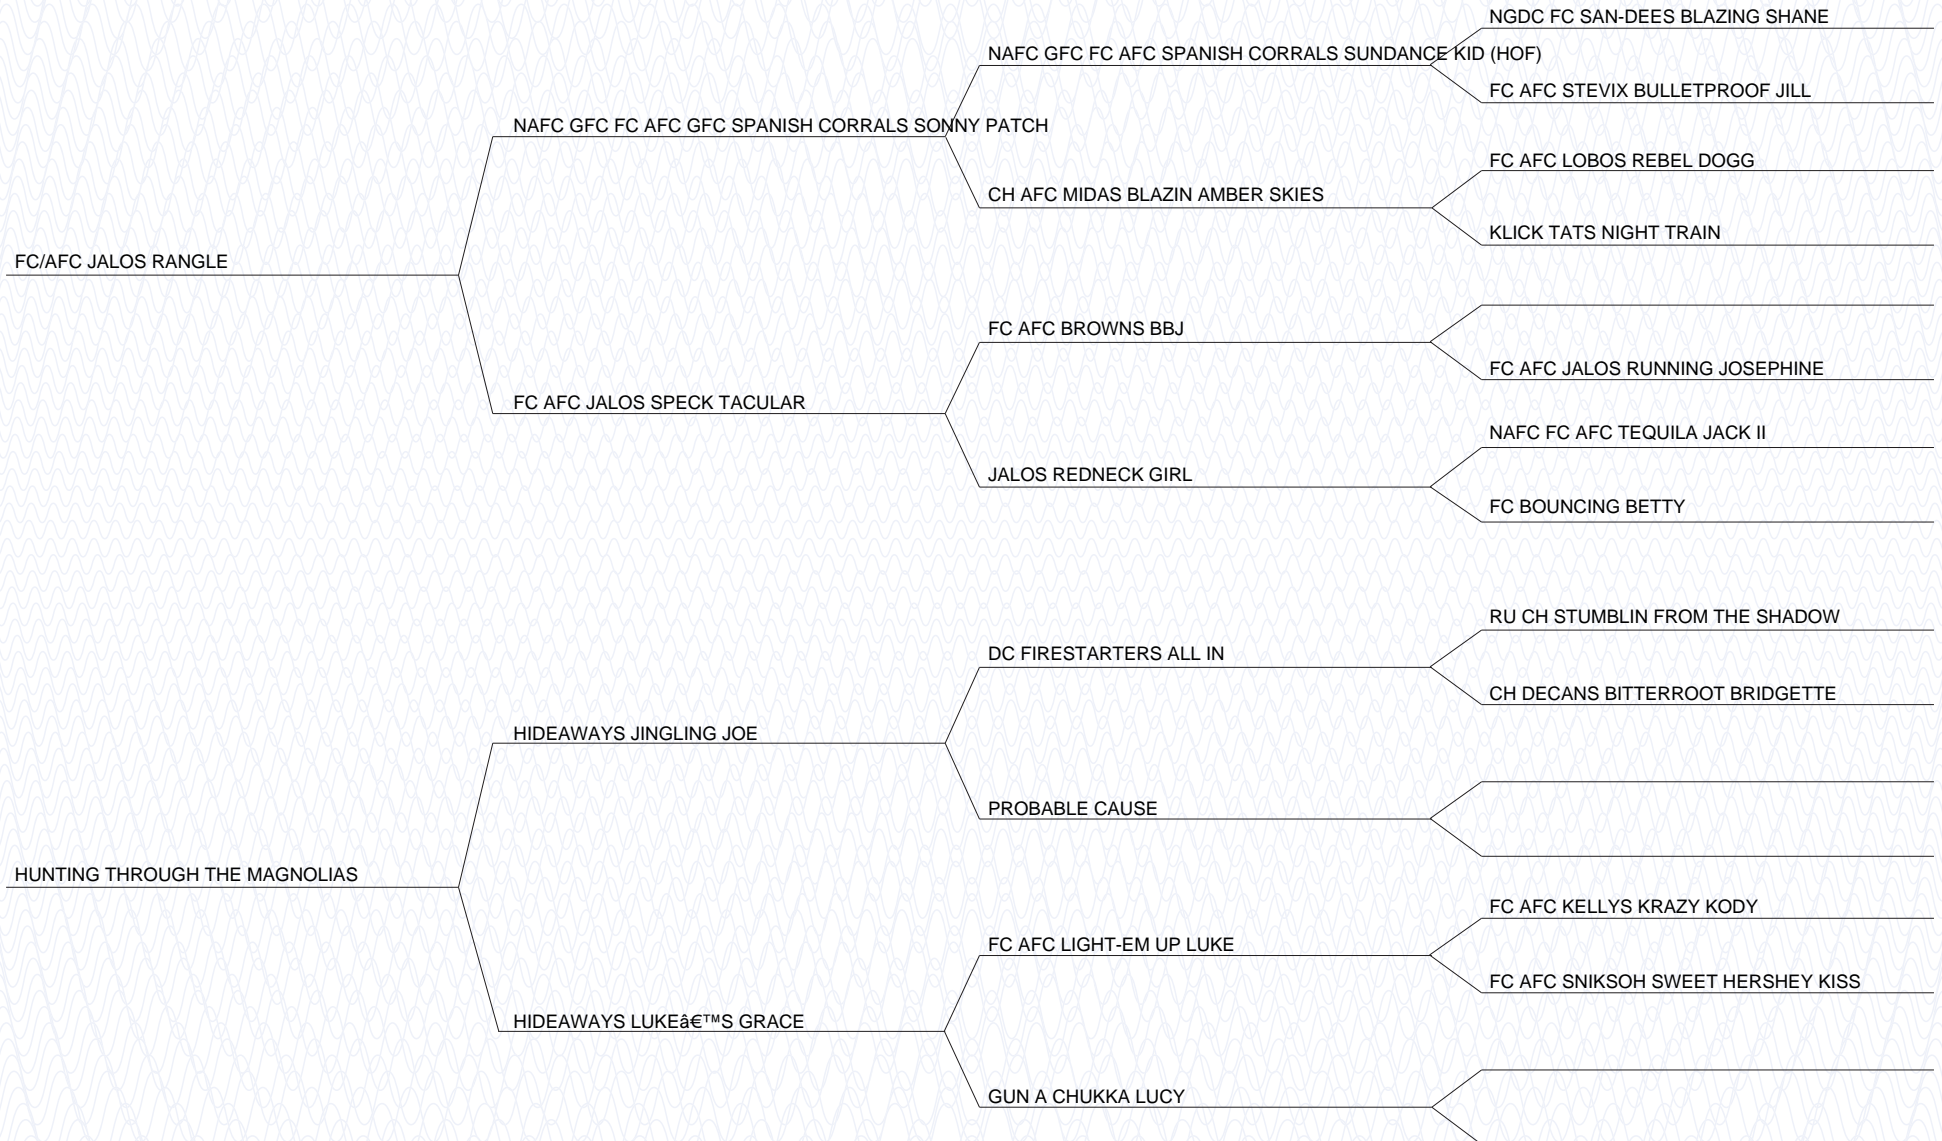 NGDC FC SAN-DEES BLAZING SHANE
NAFC GFC FC AFC SPANISH CORRALS SUNDANCE KID (HOF)
FC AFC STEVIX BULLETPROOF JILL
NAFC GFC FC AFC GFC SPANISH CORRALS SONNY PATCH
FC AFC LOBOS REBEL DOGG
CH AFC MIDAS BLAZIN AMBER SKIES
KLICK TATS NIGHT TRAIN
FC/AFC JALOS RANGLE
FC AFC BROWNS BBJ
FC AFC JALOS RUNNING JOSEPHINE
FC AFC JALOS SPECK TACULAR
NAFC FC AFC TEQUILA JACK II
JALOS REDNECK GIRL
FC BOUNCING BETTY
RU CH STUMBLIN FROM THE SHADOW
DC FIRESTARTERS ALL IN
CH DECANS BITTERROOT BRIDGETTE
HIDEAWAYS JINGLING JOE
PROBABLE CAUSE
HUNTING THROUGH THE MAGNOLIAS
FC AFC KELLYS KRAZY KODY
FC AFC LIGHT-EM UP LUKE
FC AFC SNIKSOH SWEET HERSHEY KISS
HIDEAWAYS LUKEâ€™S GRACE
GUN A CHUKKA LUCY